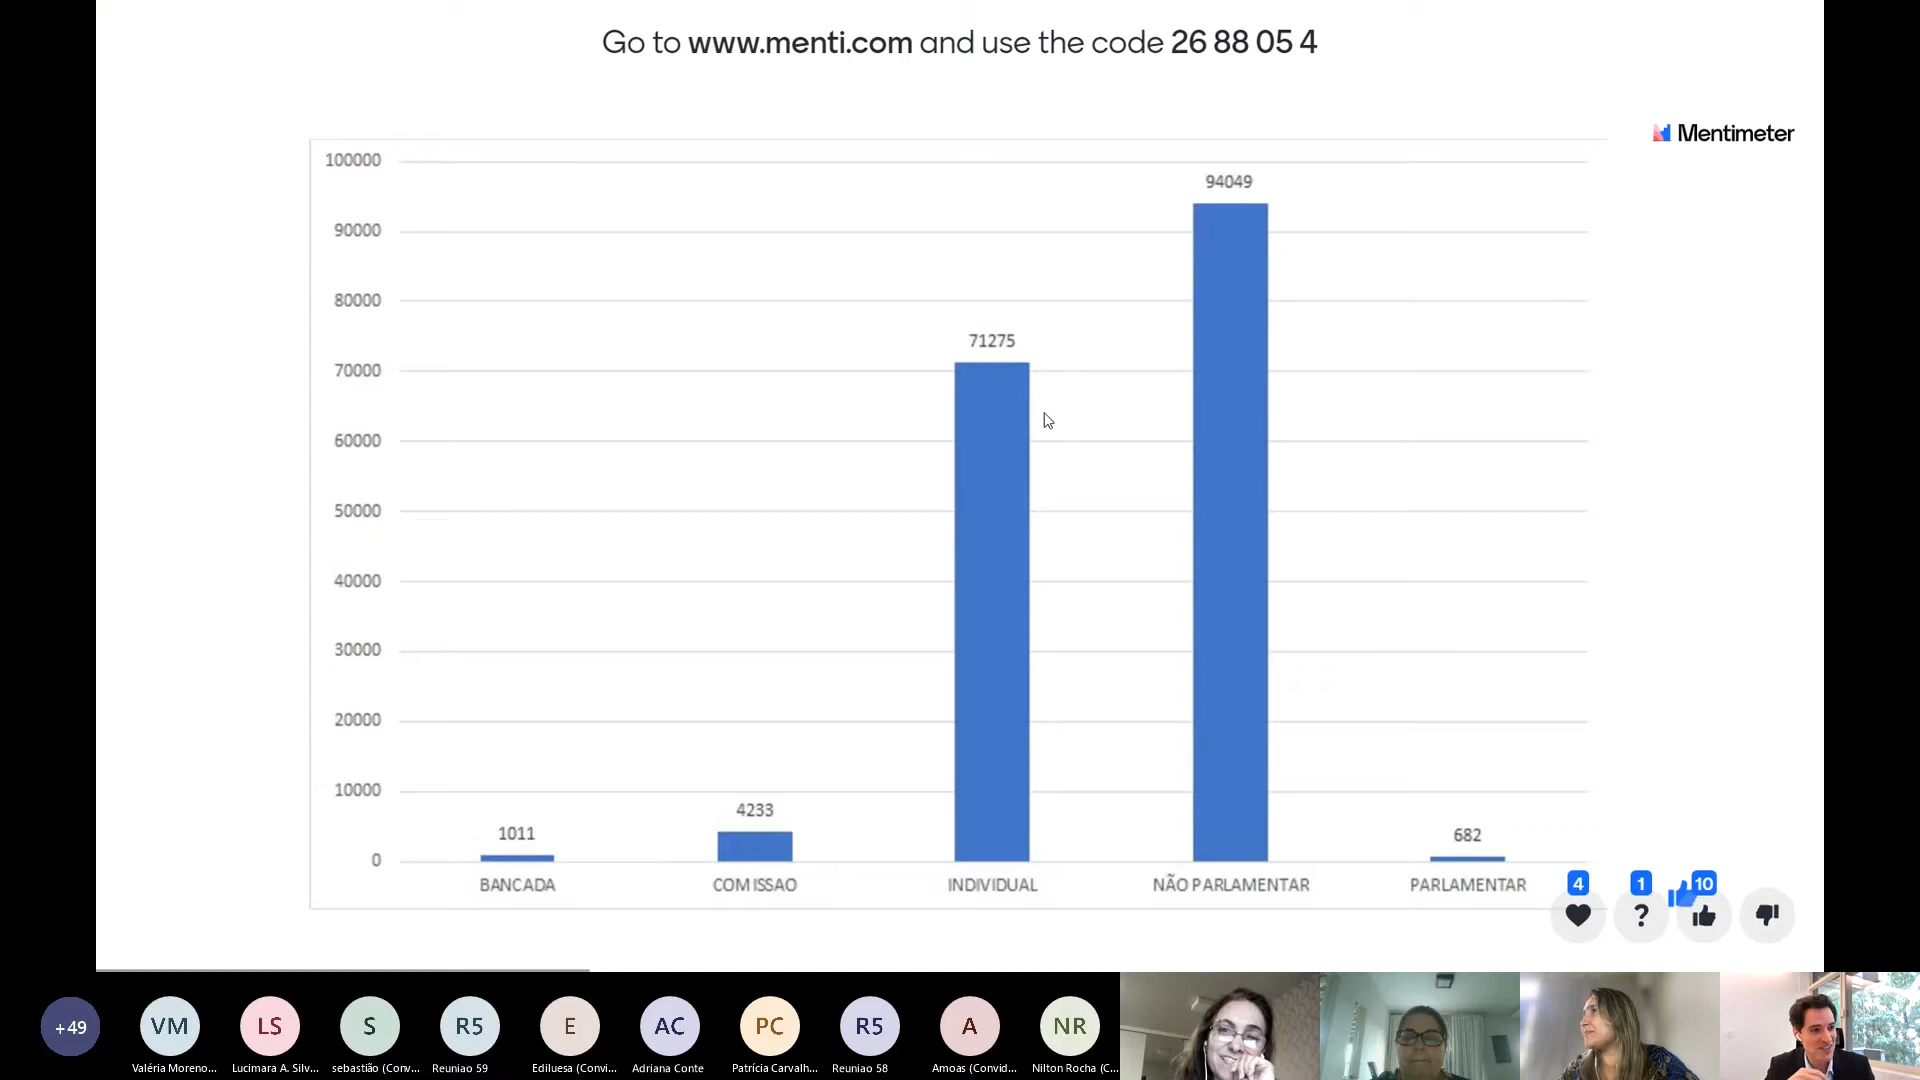 Go to www.menti.com and use the code 26 88 05 4
Mentimeter
100000
90000
80000
70000
60000
50000
40000
30000
20000
10000
0
1011
4233
71275
94049
682
BANCADA
COMISSAO
INDIVIDUAL
NÃO PARLAMENTAR
PARLAMENTAR
4
1
10
?
+49
VM
LS
S
R5
E
AC
PC
R5
A
NR
Valéria Moreno...
Lucimara A. Silv...
sebastião (Conv...
Reuniao 59
Ediluesa (Convi...
Adriana Conte
Patrícia Carvalh...
Reuniao 58
Amoas (Convid...
Nilton Rocha (C...